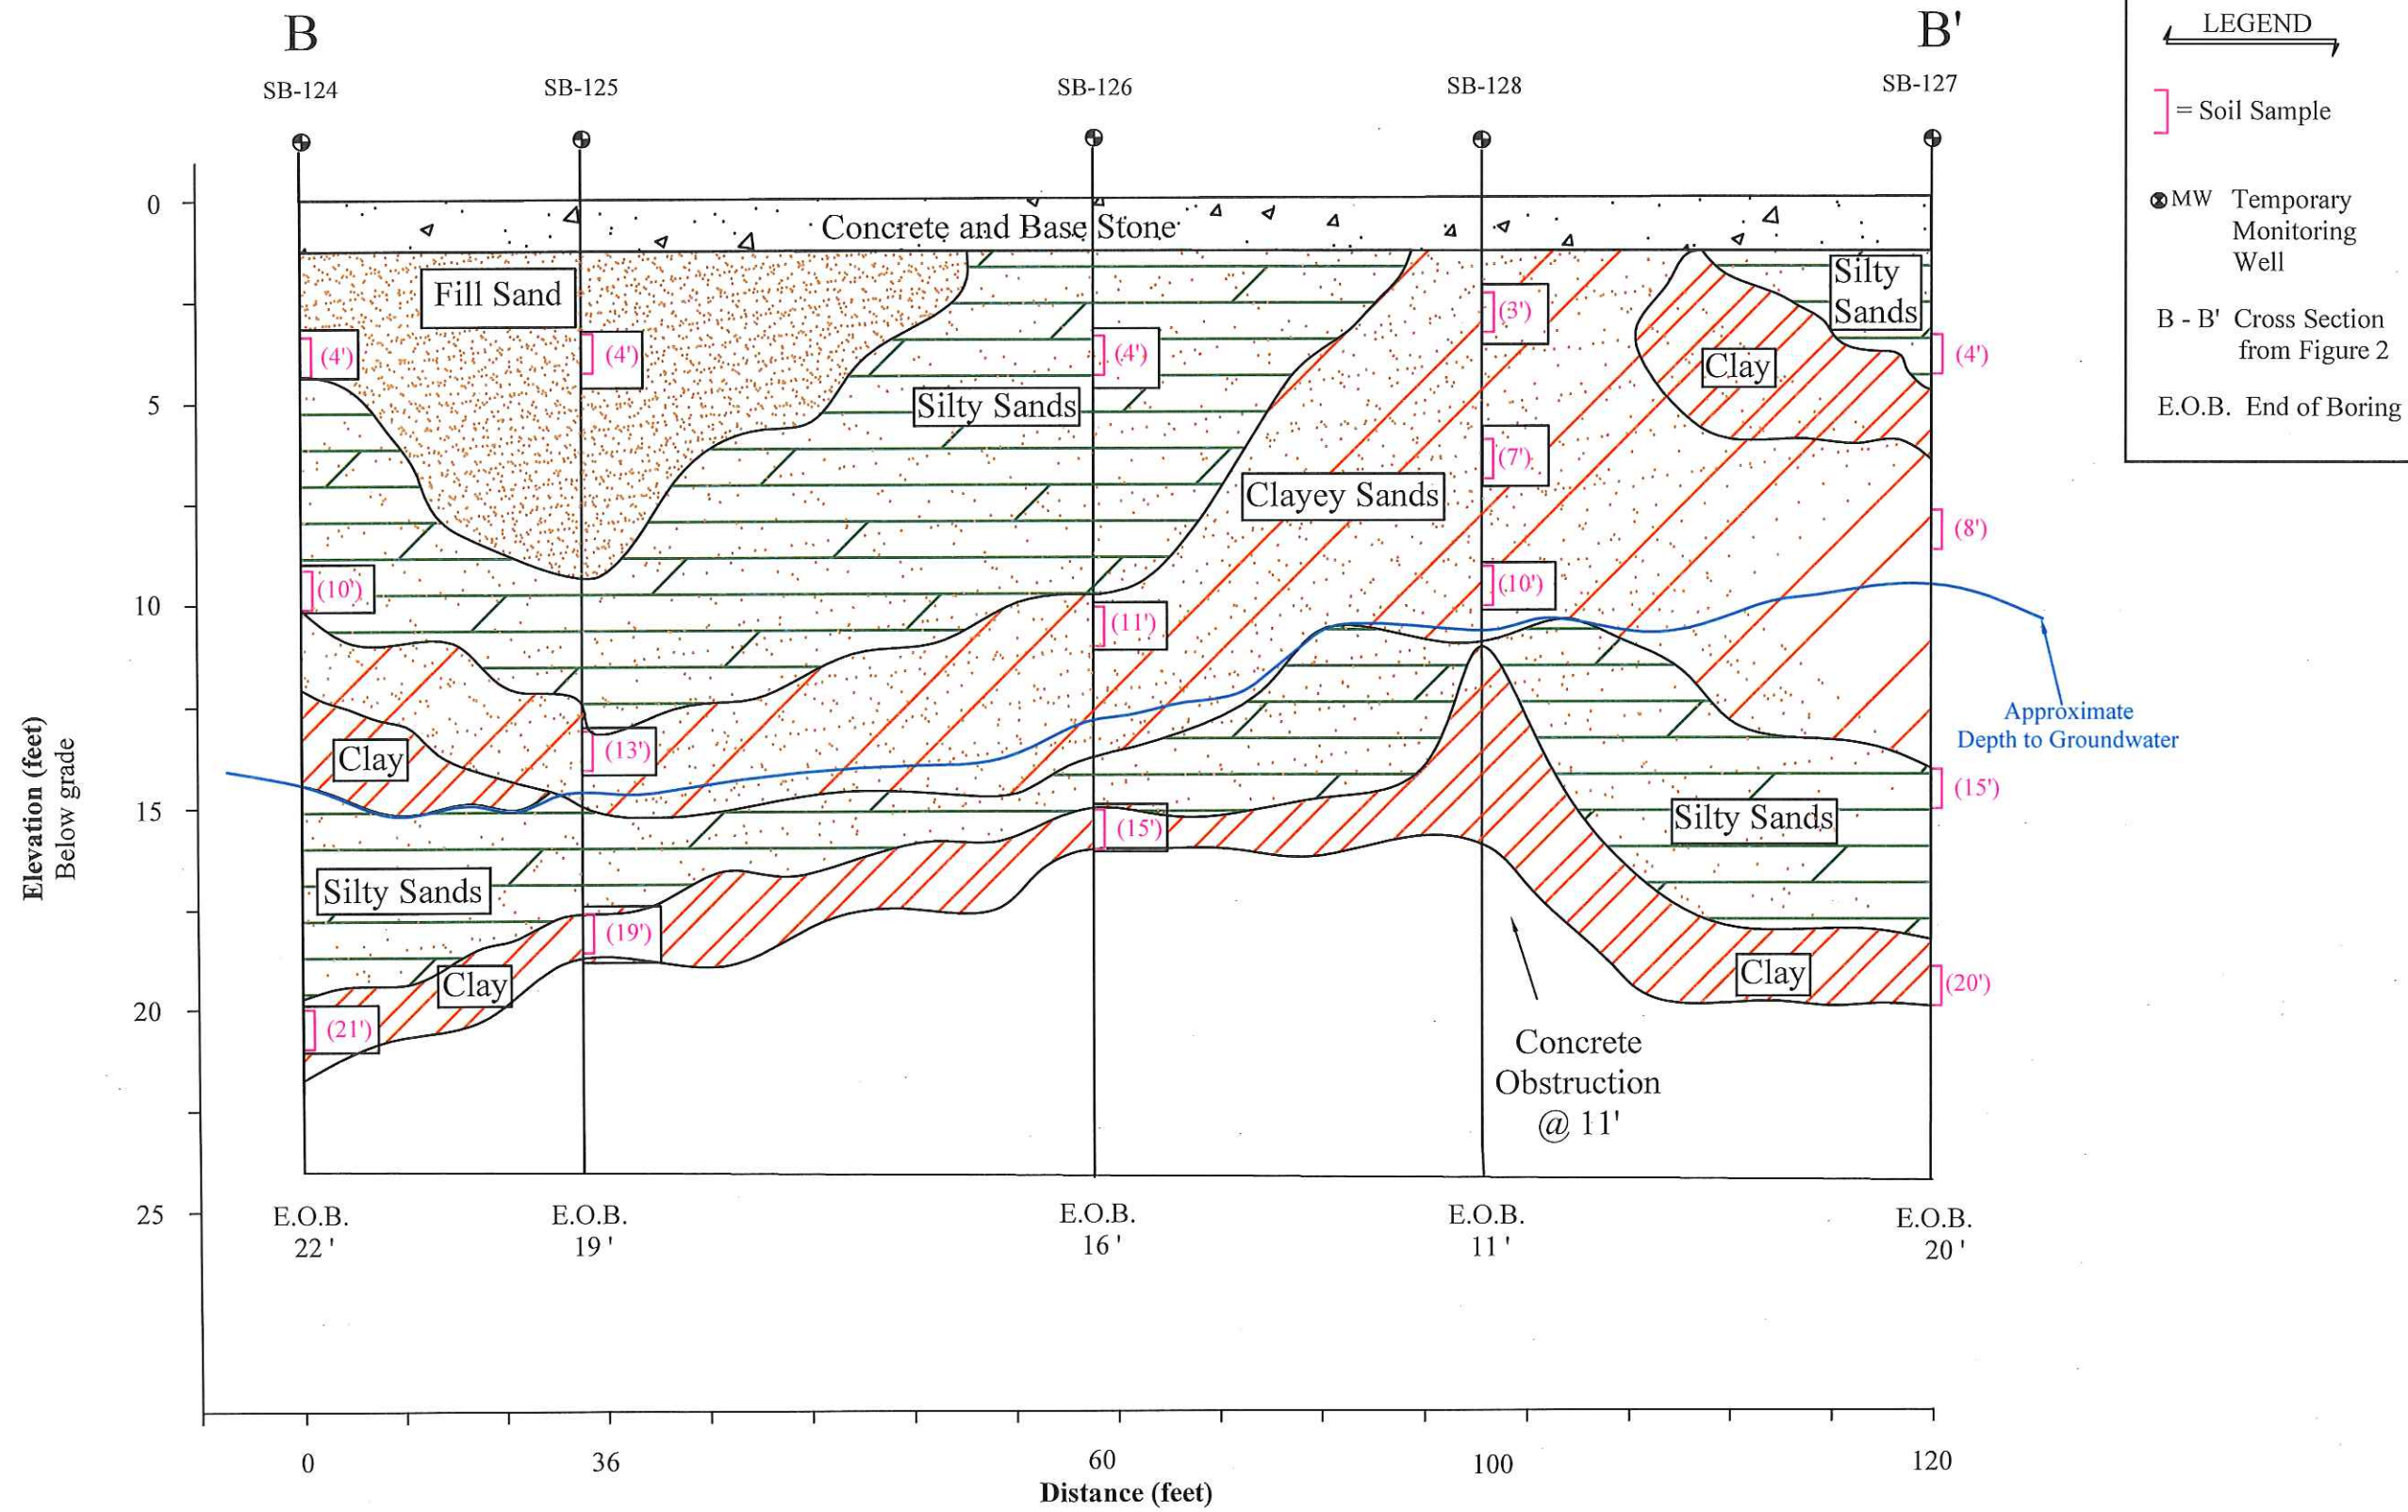 B
B'
SB-124
SB-125
SB-126
SB-128
SB-127
LEGEND
= Soil Sample
MW Temporary
Monitoring
Well
B - B' Cross Section
from Figure 2
E.O.B. End of Boring
0
5
10
15
20
25
Elevation (feet)
Below grade
Concrete and Base Stone
Fill Sand
Silty
Sands
(3')
(4')
(4')
(4')
(4')
Clay
Silty Sands
(7')
Clayey Sands
(8')
(10')
(10')
(11')
Approximate
Depth to Groundwater
(13')
Clay
(15')
(15')
Silty Sands
Silty Sands
(19')
Clay
Clay
(20')
(21')
Concrete
Obstruction
@ 11'
E.O.B.
22 '
E.O.B.
19 '
E.O.B.
16 '
E.O.B.
11 '
E.O.B.
20 '
0
36
60
100
120
Distance (feet)